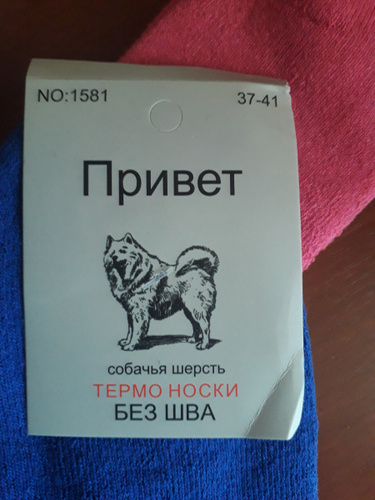 NO:1581 37-41
Привет
собачья шерсть
ТЕРМО НОСКИ
БЕЗ ШВА